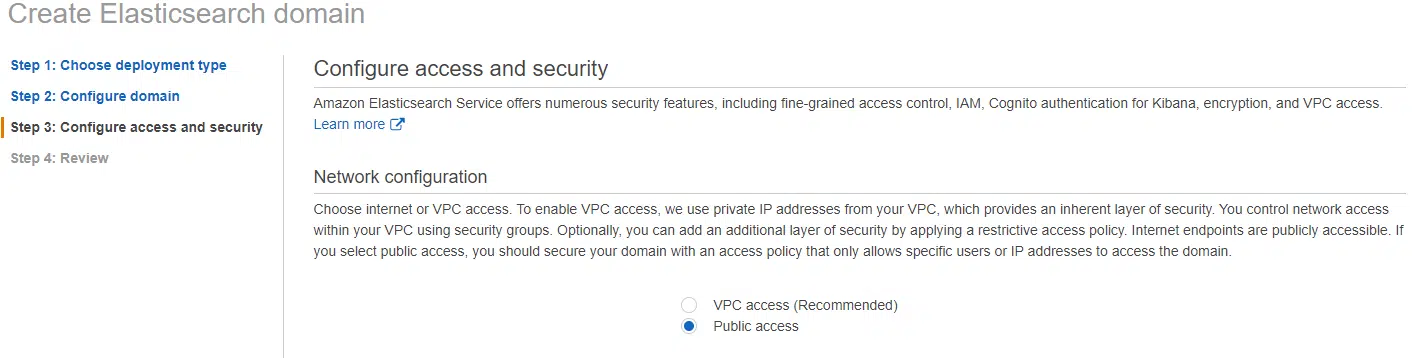 Create Elasticsearch domain
Step 1: Choose deployment type
Step 2: Configure domain
Step 3: Configure access and security
Step 4: Review
Configure access and security
Amazon Elasticsearch Service offers numerous security features, including fine-grained access control, IAM, Cognito authentication for Kibana, encryption, and VPC access.
Learn more
Network configuration
Choose internet or VPC access. To enable VPC access, we use private IP addresses from your VPC, which provides an inherent layer of security. You control network access
within your VPC using security groups. Optionally, you can add an additional layer of security by applying a restrictive access policy. Internet endpoints are publicly accessible. If
you select public access, you should secure your domain with an access policy that only allows specific users or IP addresses to access the domain.
VPC access (Recommended)
Public access